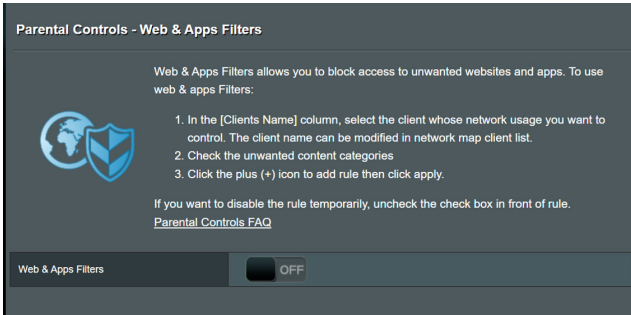 Parental Controls - Web & Apps Filters
Web & Apps Filters allows you to block access to unwanted websites and apps. To use
web & apps Filters:
1. In the [Clients Name] column, select the client whose network usage you want to
control. The client name can be modified in network map client list.
2. Check the unwanted content categories
3. Click the plus (+) icon to add rule then click apply.
If you want to disable the rule temporarily, uncheck the check box in front of rule.
Parental Controls FAQ
Web & Apps Filters
OFF